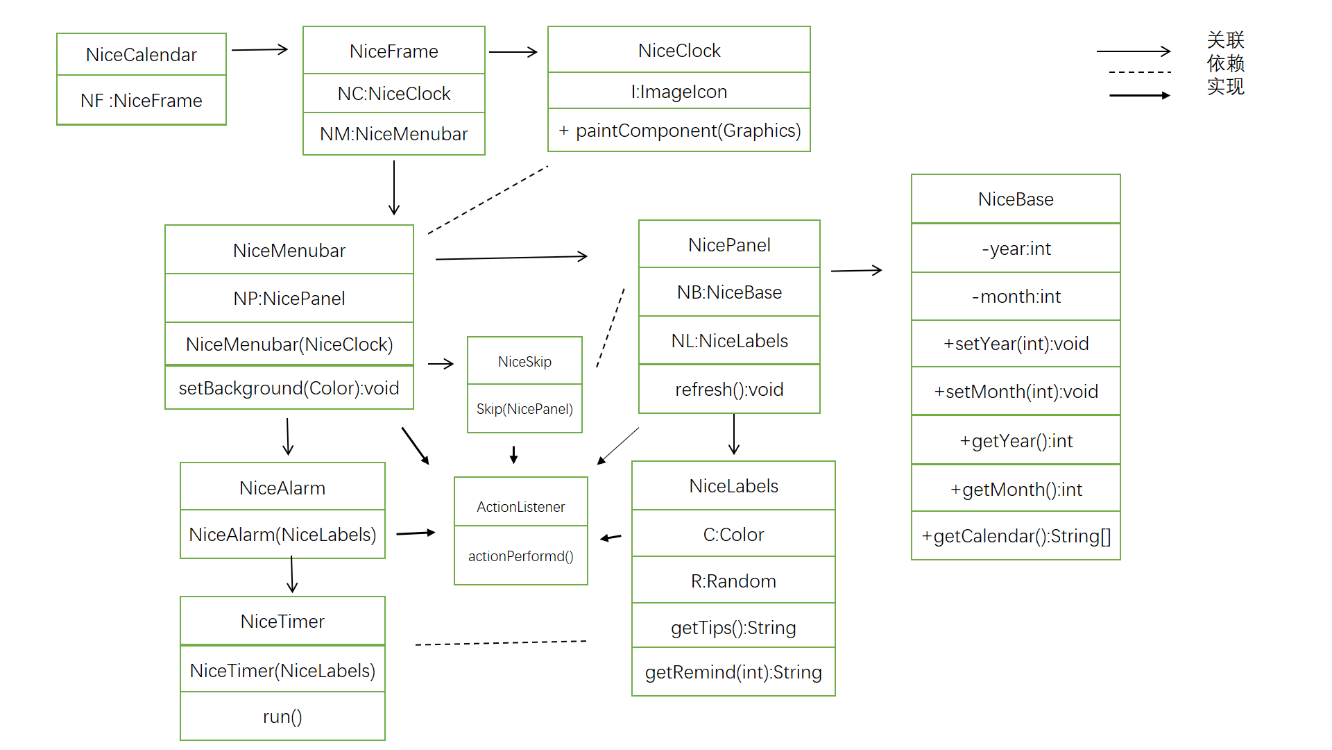 NiceCalendar
NF :NiceFrame
NiceFrame
NC:NiceClock
NM:NiceMenubar
NiceClock
I:ImageIcon
+ paintComponent(Graphics)
关联
依赖
实现
NiceMenubar
NP:NicePanel
NiceMenubar(NiceClock)
setBackground(Color):void
NiceSkip
Skip(NicePanel)
NicePanel
NB:NiceBase
NL:NiceLabels
refresh():void
NiceBase
-year:int
-month:int
+setYear(int):void
+setMonth(int):void
+getYear():int
+getMonth():int
+getCalendar():String[]
NiceAlarm
NiceAlarm(NiceLabels)
ActionListener
actionPerformd()
NiceLabels
C:Color
R:Random
getTips():String
getRemind(int):String
NiceTimer
NiceTimer(NiceLabels)
run()